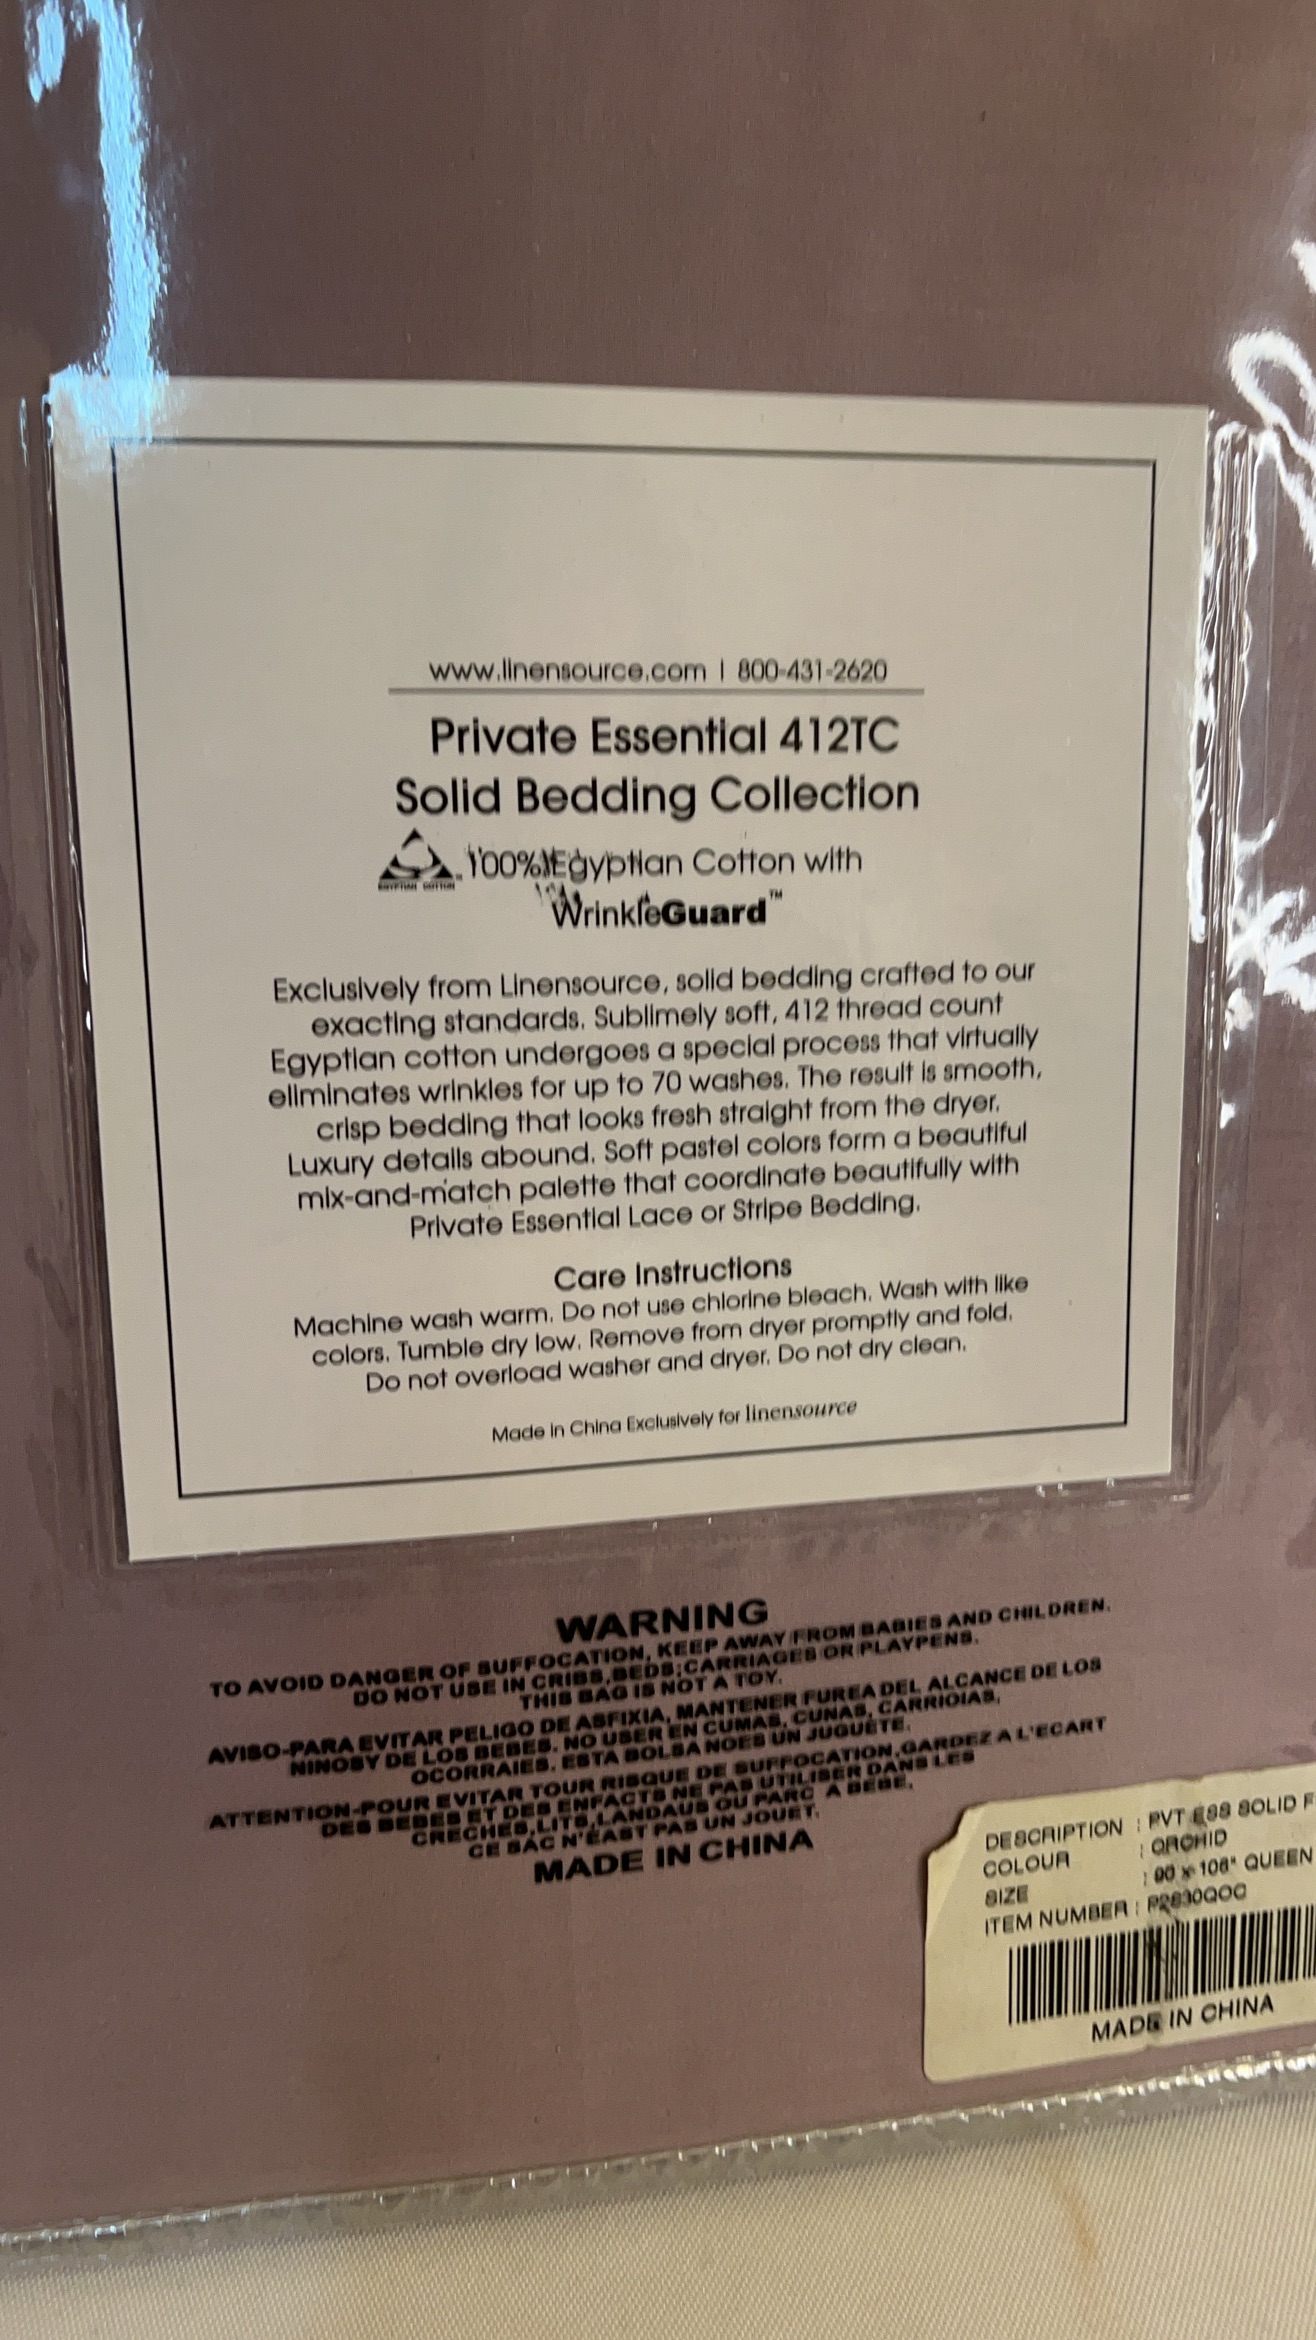 www.linensource.com | 800-431-2620
Private Essential 412TC
Solid Bedding Collection
EGYPTIAN COTTON ™ 100% Egyptian Cotton with
WrinkleGuard™
Exclusively from Linensource, solid bedding crafted to our
exacting standards. Sublimely soft, 412 thread count
Egyptian cotton undergoes a special process that virtually
eliminates wrinkles for up to 70 washes. The result is smooth,
crisp bedding that looks fresh straight from the dryer.
Luxury details abound. Soft pastel colors form a beautiful
mix-and-match palette that coordinate beautifully with
Private Essential Lace or Stripe Bedding.
Care Instructions
Machine wash warm. Do not use chlorine bleach. Wash with like
colors. Tumble dry low. Remove from dryer promptly and fold.
Do not overload washer and dryer. Do not dry clean.
Made in China Exclusively for linensource
WARNING
TO AVOID DANGER OF SUFFOCATION, KEEP AWAY FROM BABIES AND CHILDREN.
DO NOT USE IN CRIBS,BEDS;CARRIAGES OR PLAYPENS.
THIS BAG IS NOT A TOY.
AVISO-PARA EVITAR PELIGO DE ASFIXIA, MANTENER FUREA DEL ALCANCE DE LOS
NINOSY DE LOS BEBES. NO USER EN CUMAS, CUNAS, CARRIOIAS,
OCORRAIES. ESTA BOLSA NOES UN JUGUETE.
ATTENTION-POUR EVITAR TOUR RISQUE DE SUFFOCATION,GARDEZ A L'ECART
DES BEBES ET DES ENFACTS NE PAS UTILISER DANS LES
CRECHES,LITS,LANDAUS OU PARC A BEBE.
CE SAC N'EAST PAS UN JOUET.
MADE IN CHINA
DESCRIPTION : PVT ESS SOLID F
COLOUR : ORCHID
SIZE : 90 x 106" QUEEN
ITEM NUMBER : P2630QOC
MADE IN CHINA